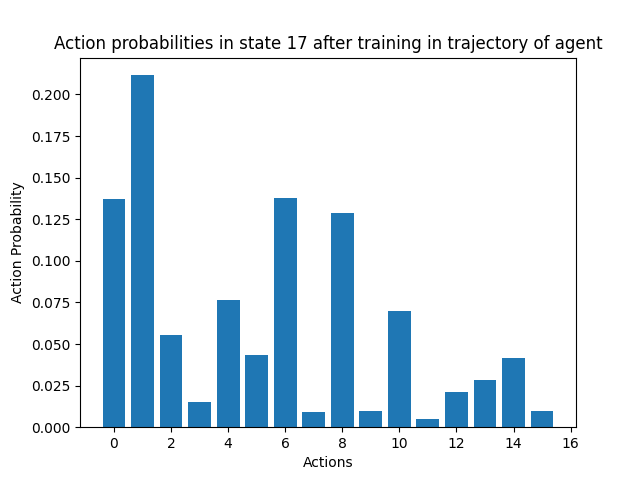 Action probabilities in state 17 after training in trajectory of agent
0.200
0.175
0.150
0.125
0.100
0.075
0.050
0.025
0.000
Action Probability
0 2 4 6 8 10 12 14 16
Actions